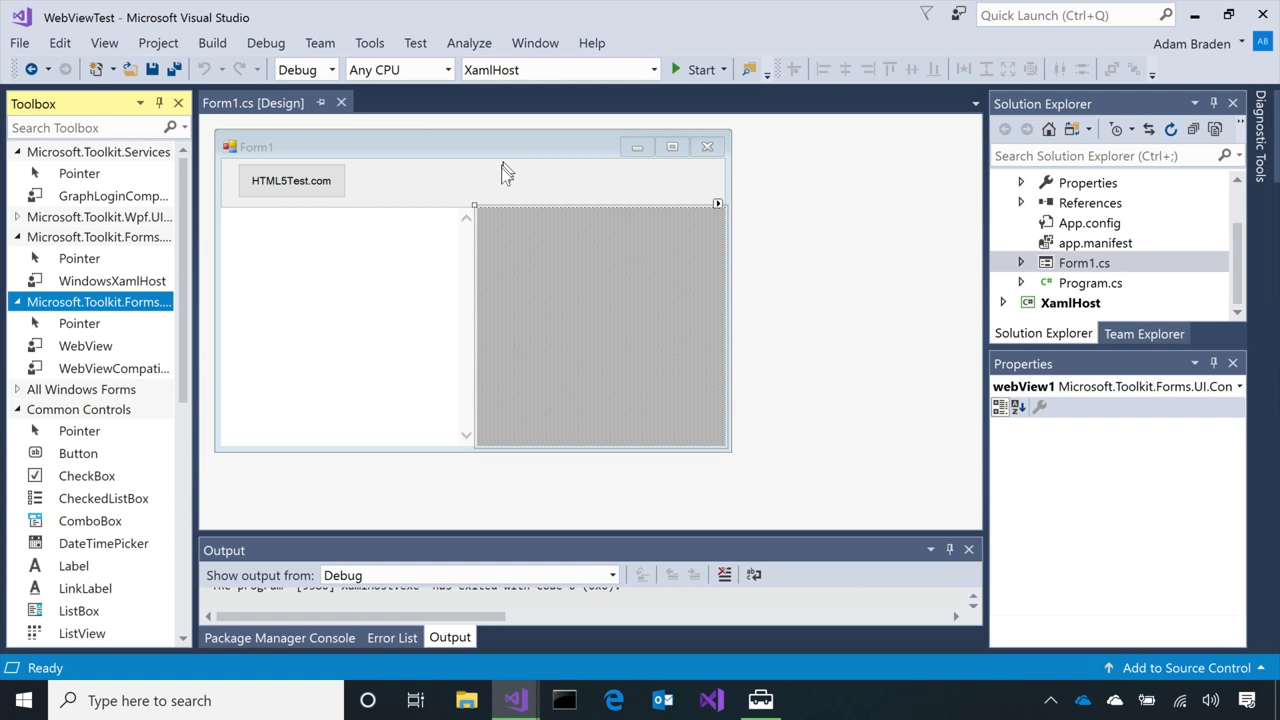 WebViewTest - Microsoft Visual Studio
Quick Launch (Ctrl+Q)
File Edit View Project Build Debug Team Tools Test Analyze Window Help
Adam Braden
AB
Debug Any CPU XamlHost Start
Toolbox
Search Toolbox
Microsoft.Toolkit.Services
Pointer
GraphLoginComp...
Microsoft.Toolkit.Wpf.UI...
Microsoft.Toolkit.Forms....
Pointer
WindowsXamlHost
Microsoft.Toolkit.Forms....
Pointer
WebView
WebViewCompati...
All Windows Forms
Common Controls
Pointer
Button
CheckBox
CheckedListBox
ComboBox
DateTimePicker
Label
LinkLabel
ListBox
ListView
Form1.cs [Design]
Form1
HTML5Test.com
Output
Show output from: Debug
Package Manager Console Error List Output
Solution Explorer
Search Solution Explorer (Ctrl+;)
Properties
References
App.config
app.manifest
Form1.cs
Program.cs
XamlHost
Solution Explorer Team Explorer
Properties
webView1 Microsoft.Toolkit.Forms.UI.Con
Diagnostic Tools
Ready
Add to Source Control
Type here to search